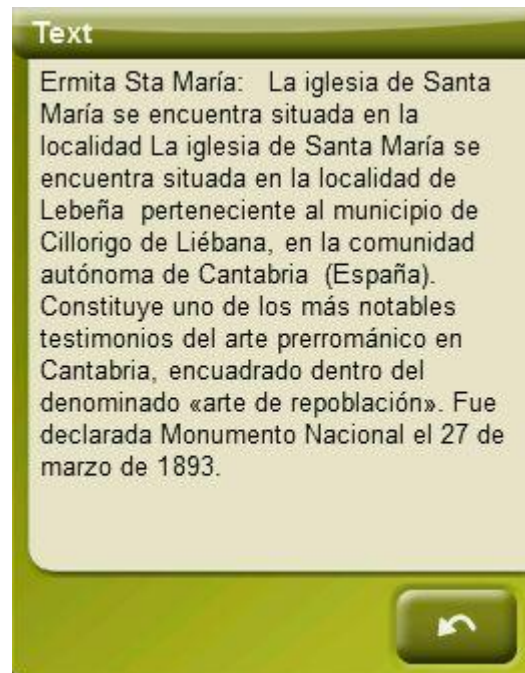 Text
Ermita Sta María:   La iglesia de Santa
María se encuentra situada en la
localidad La iglesia de Santa María se
encuentra situada en la localidad de
Lebeña  perteneciente al municipio de
Cillorigo de Liébana, en la comunidad
autónoma de Cantabria  (España).
Constituye uno de los más notables
testimonios del arte prerrománico en
Cantabria, encuadrado dentro del
denominado «arte de repoblación». Fue
declarada Monumento Nacional el 27 de
marzo de 1893.